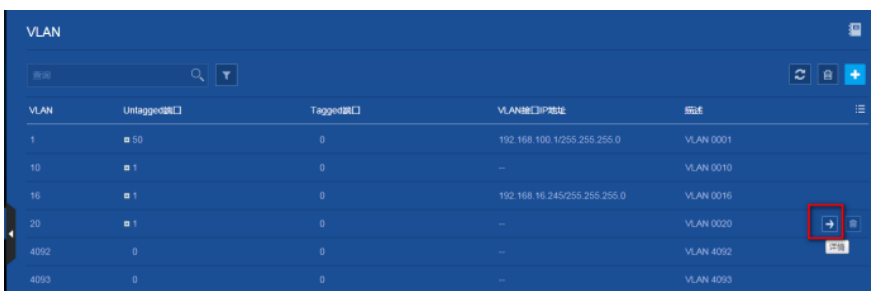 VLAN
查询
VLAN Untagged端口 Tagged端口 VLAN接口IP地址 描述
1 50 0 192.168.100.1/255.255.255.0 VLAN 0001
10 1 0 -- VLAN 0010
16 1 0 192.168.16.245/255.255.255.0 VLAN 0016
20 1 0 -- VLAN 0020
详情
4092 0 0 -- VLAN 4092
4093 0 0 -- VLAN 4093